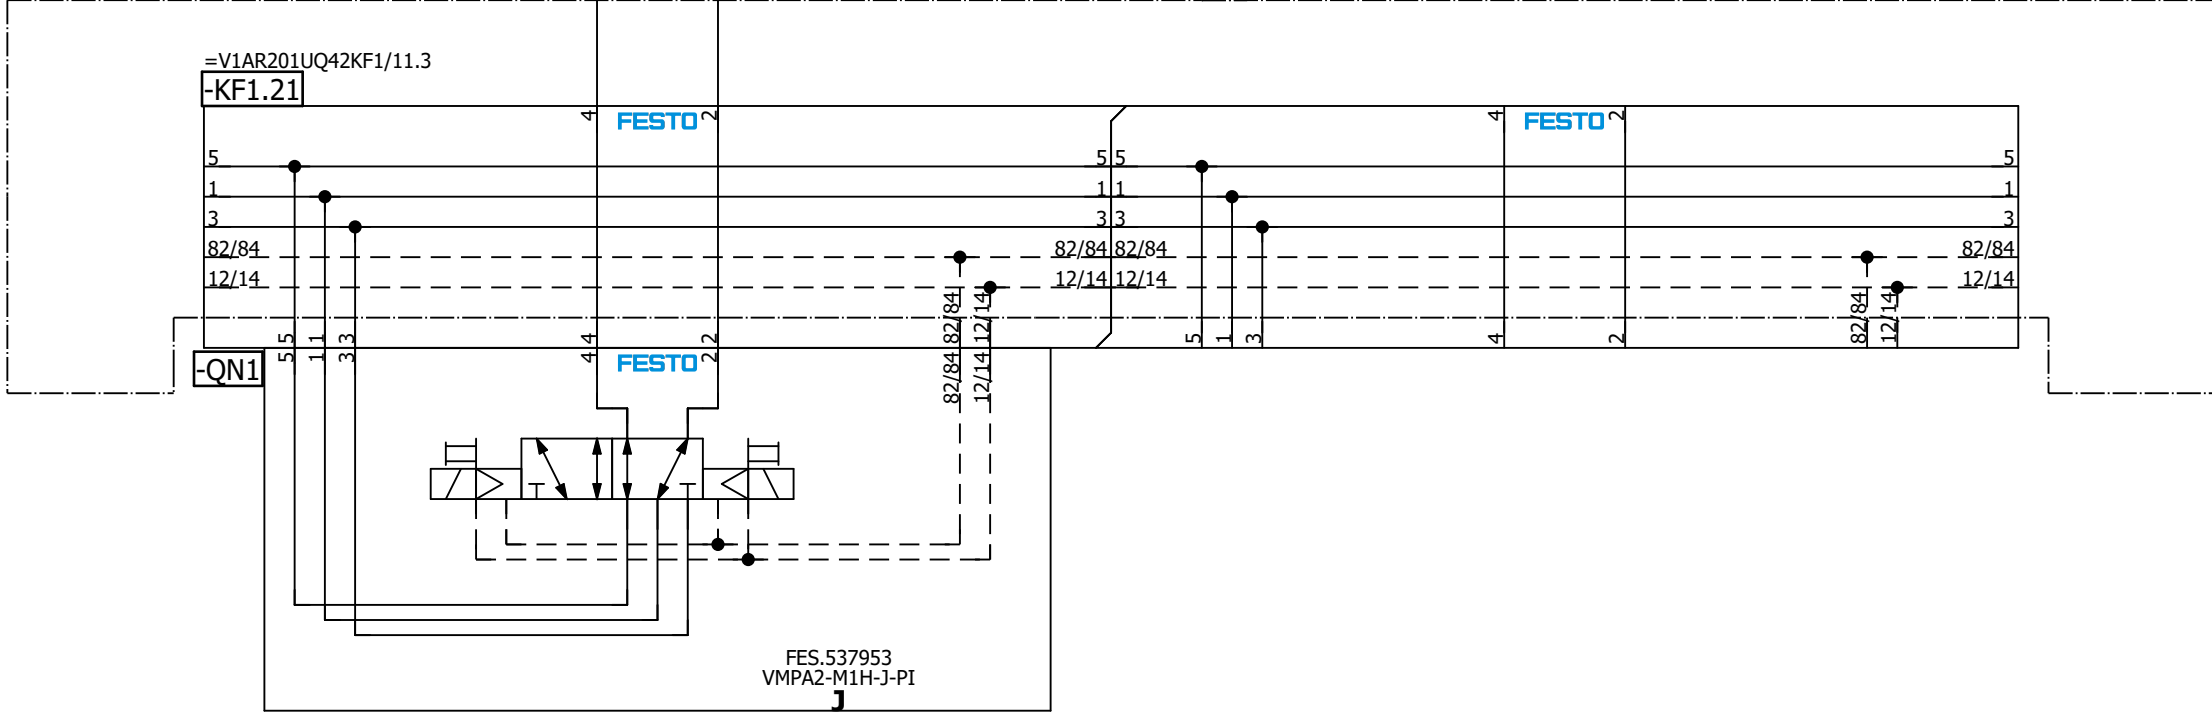 =V1AR201UQ42KF1/11.3
-KF1.21
4 FESTO 2 4 FESTO 2
5 5 5 5
1 1 1 1
3 3 3 3
82/84 82/84 82/84 82/84
12/14 12/14 12/14 12/14
5 1 3 4 2 82/84 12/14 5 1 3 4 2 82/84 12/14
-QN1
5 1 3 4 FESTO 2 82/84 12/14
FES.537953
VMPA2-M1H-J-PI
J